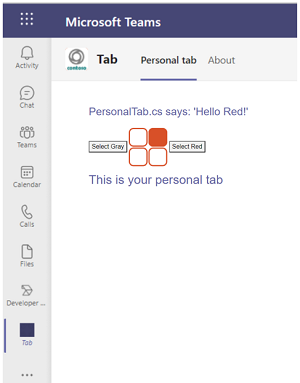 Microsoft Teams
contoso
Tab
Personal tab
About
Activity
Chat
Teams
Calendar
Calls
Files
Developer ...
Tab
PersonalTab.cs says: 'Hello Red!'
Select Gray
Select Red
This is your personal tab